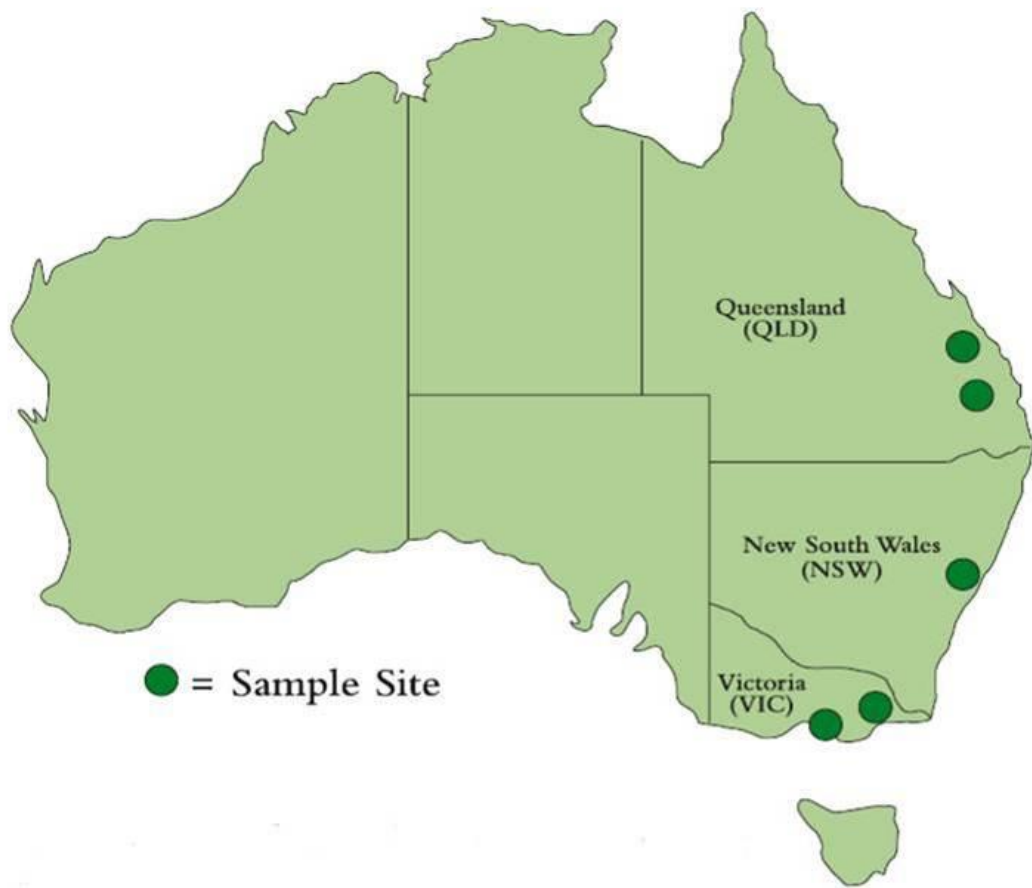 Queensland
(QLD)
New South Wales
(NSW)
Victoria
(VIC)
= Sample Site